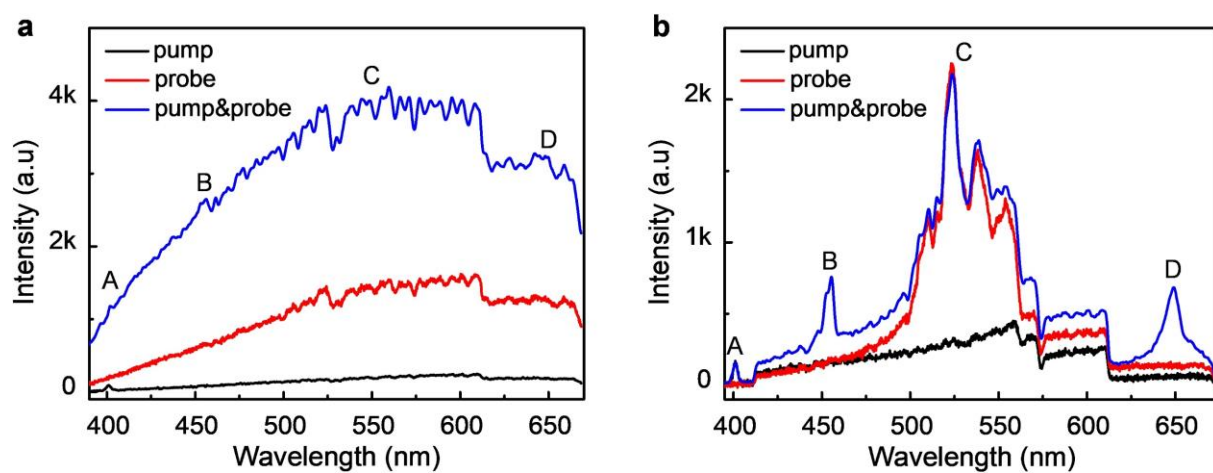 a
pump
probe
pump&probe
A
B
C
D
4k
2k
0
Intensity (a.u)
400 450 500 550 600 650
Wavelength (nm)
b
pump
probe
pump&probe
A
B
C
D
2k
1k
0
Intensity (a.u)
400 450 500 550 600 650
Wavelength (nm)